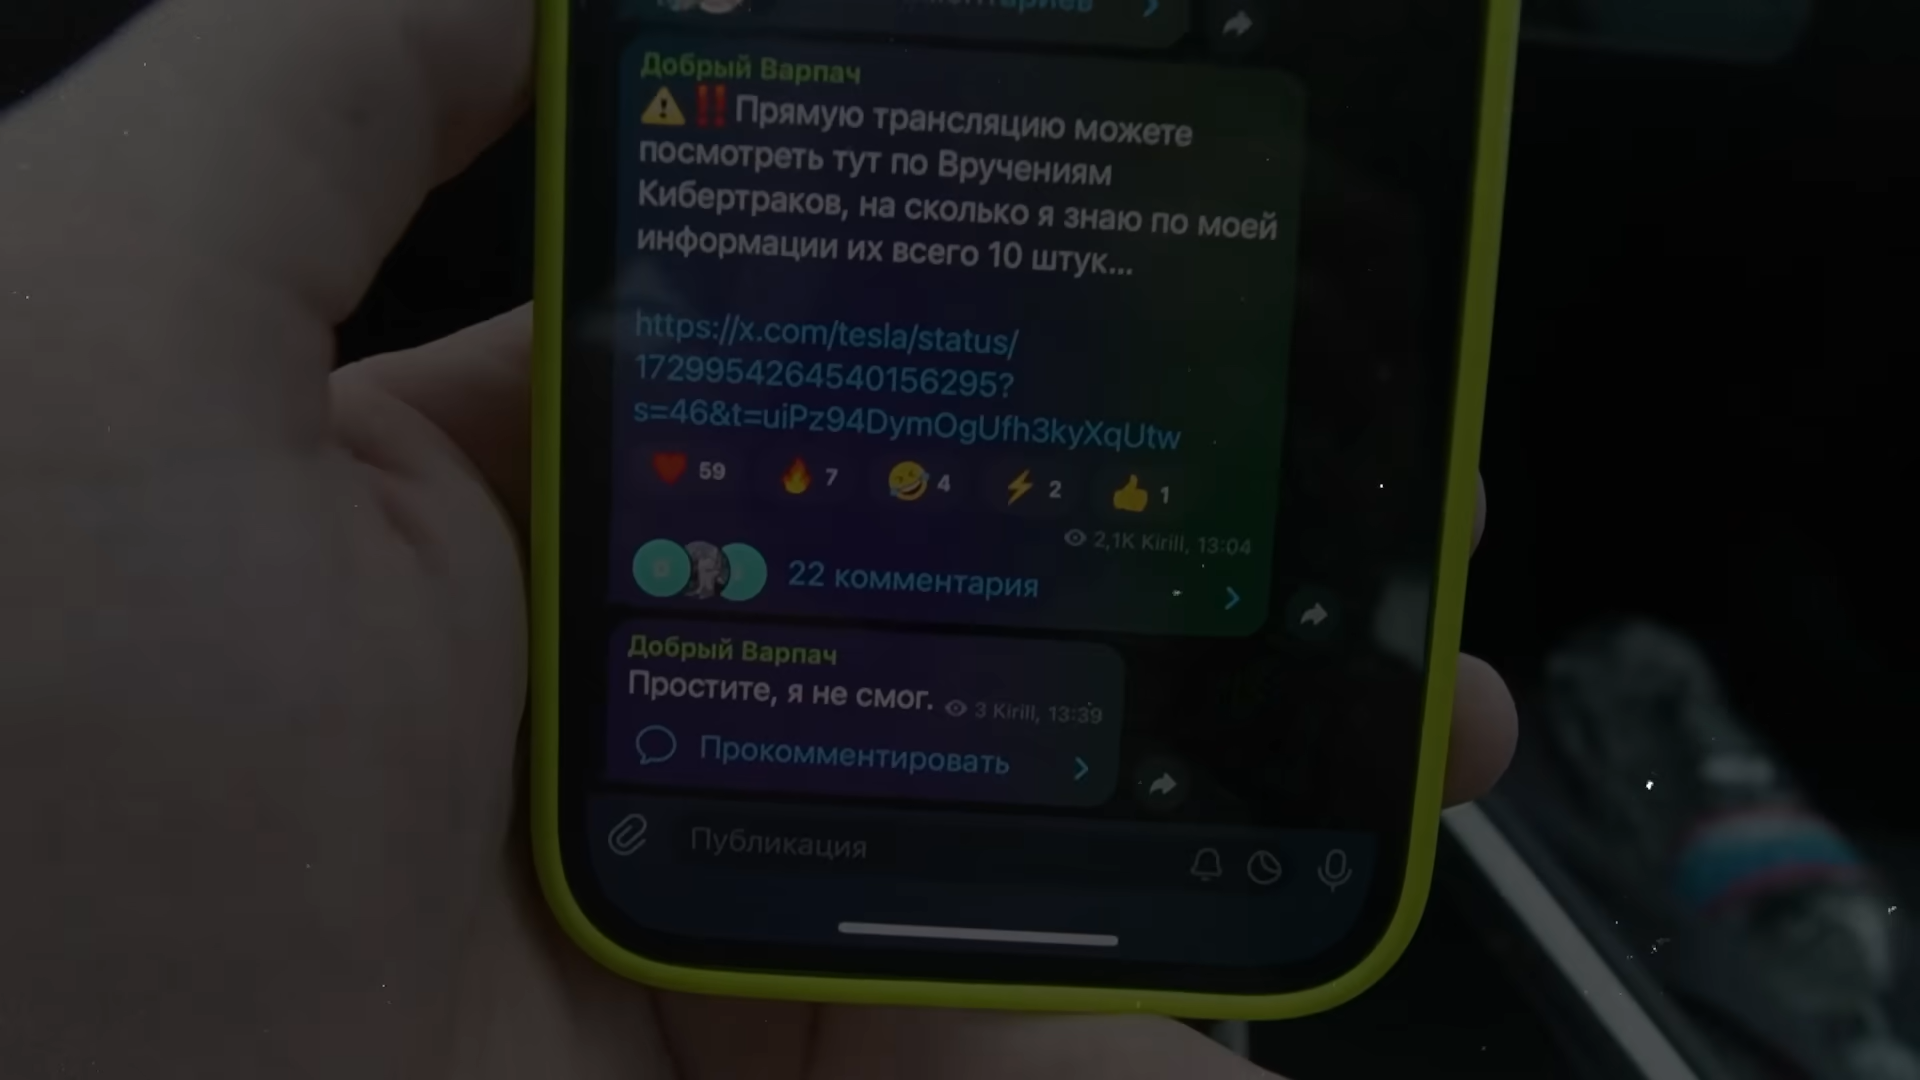 Добрый Варпач
⚠️‼️Прямую трансляцию можете
посмотреть тут по Вручениям
Кибертраков, на сколько я знаю по моей
информации их всего 10 штук...
https://x.com/tesla/status/
1729954264540156295?
s=46&t=uiPz94DymOgUfh3kyXqUtw
❤️ 59 🔥 7 🤣 4 ⚡ 2 👍 1
2,1K Kirill, 13:04
22 комментария
Добрый Варпач
Простите, я не смог. 3 Kirill, 13:39
Прокомментировать
Публикация